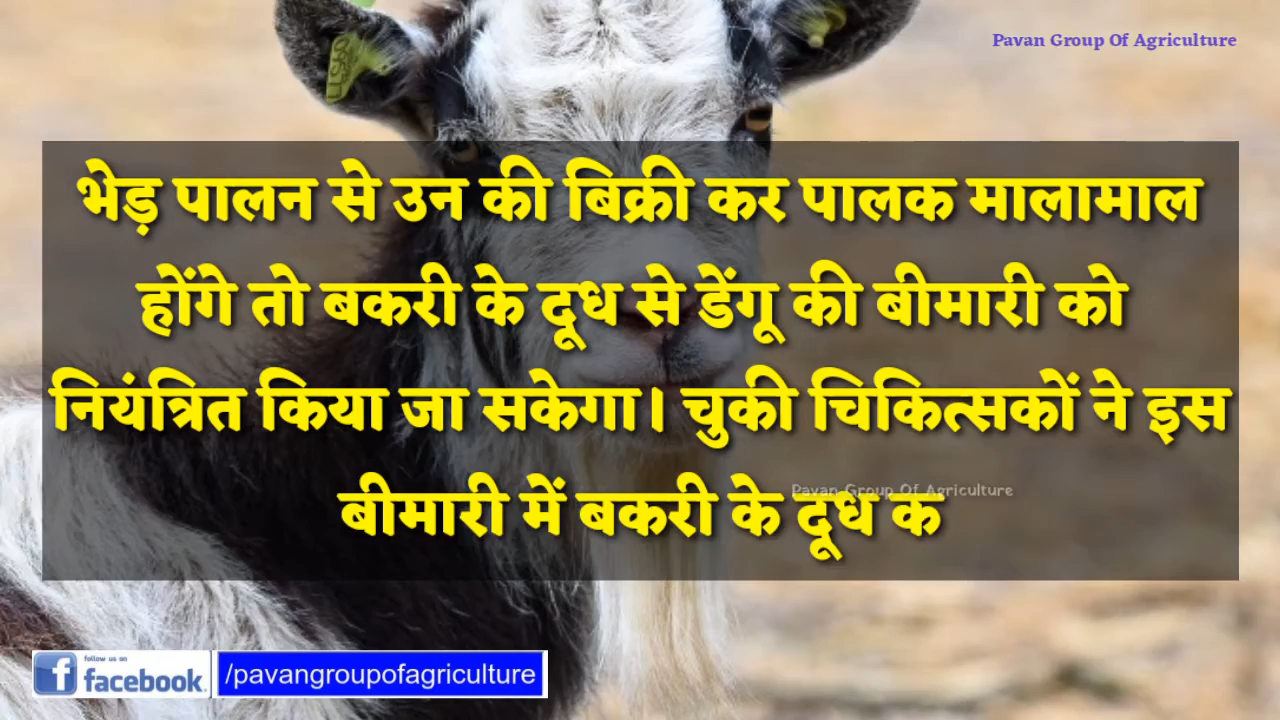 Pavan Group Of Agriculture
भेड़ पालन से उन की बिक्री कर पालक मालामाल
होंगे तो बकरी के दूध से डेंगू की बीमारी को
नियंत्रित किया जा सकेगा। चुकी चिकित्सकों ने इस
बीमारी में बकरी के दूध क
Pavan Group Of Agriculture
follow us on
facebook
/pavangroupofagriculture